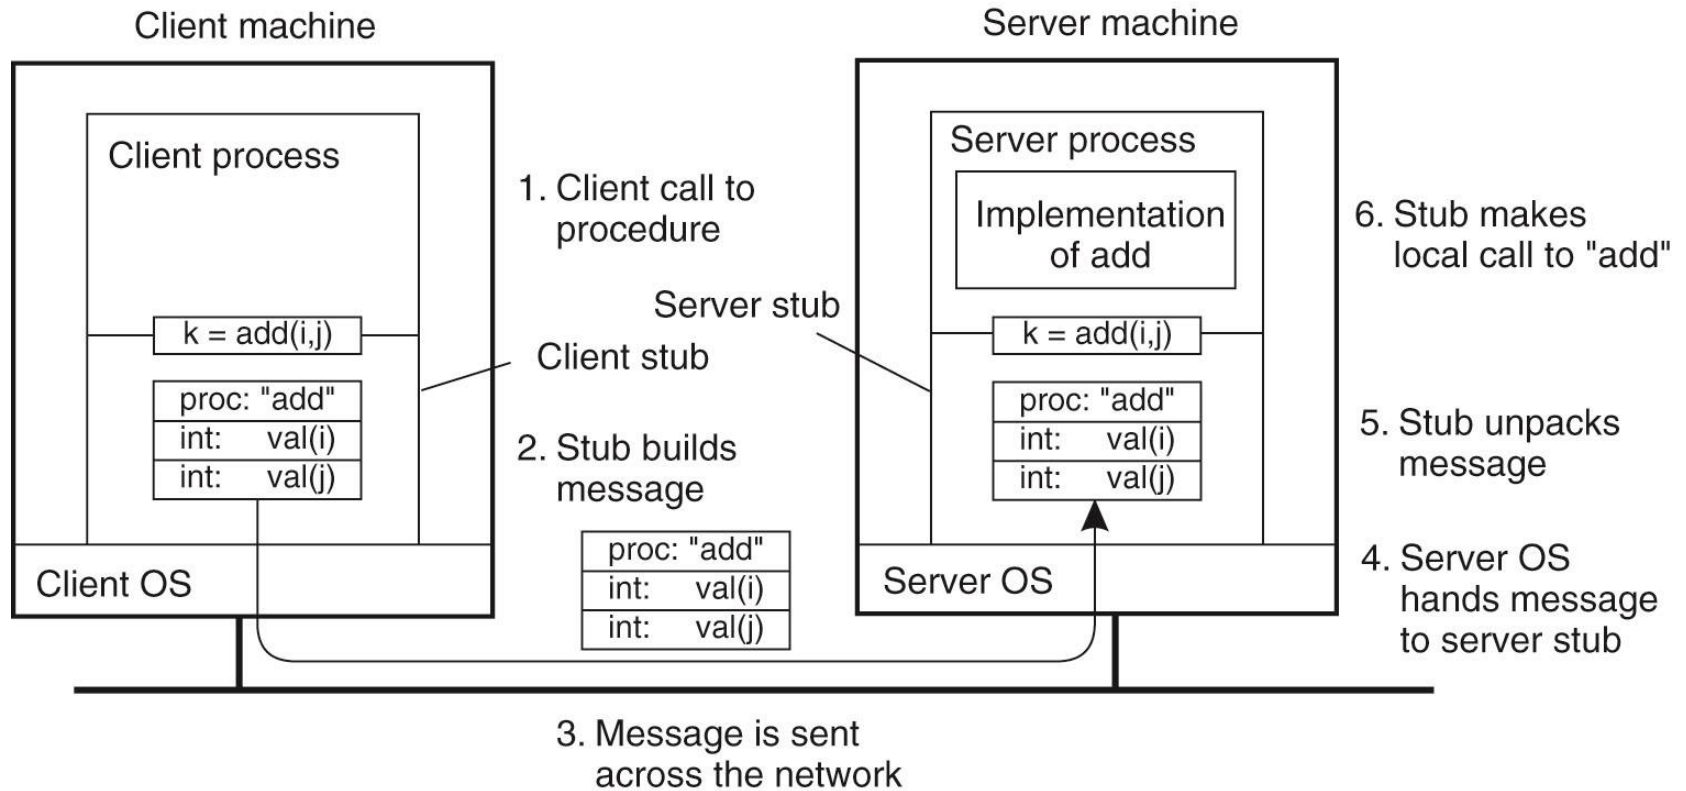 Client machine
Server machine
Client process
1. Client call to
procedure
Server process
Implementation
of add
6. Stub makes
local call to "add"
Server stub
k = add(i,j)
k = add(i,j)
Client stub
proc: "add"
int: val(i)
int: val(j)
2. Stub builds
message
proc: "add"
int: val(i)
int: val(j)
5. Stub unpacks
message
proc: "add"
int: val(i)
int: val(j)
Client OS
Server OS
4. Server OS
hands message
to server stub
3. Message is sent
across the network